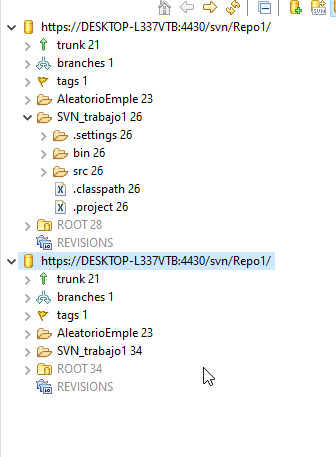 https://DESKTOP-L337VTB:4430/svn/Repo1/
trunk 21
branches 1
tags 1
AleatorioEmple 23
SVN_trabajo1 26
.settings 26
bin 26
src 26
.classpath 26
.project 26
ROOT 28
REVISIONS
https://DESKTOP-L337VTB:4430/svn/Repo1/
trunk 21
branches 1
tags 1
AleatorioEmple 23
SVN_trabajo1 34
ROOT 34
REVISIONS